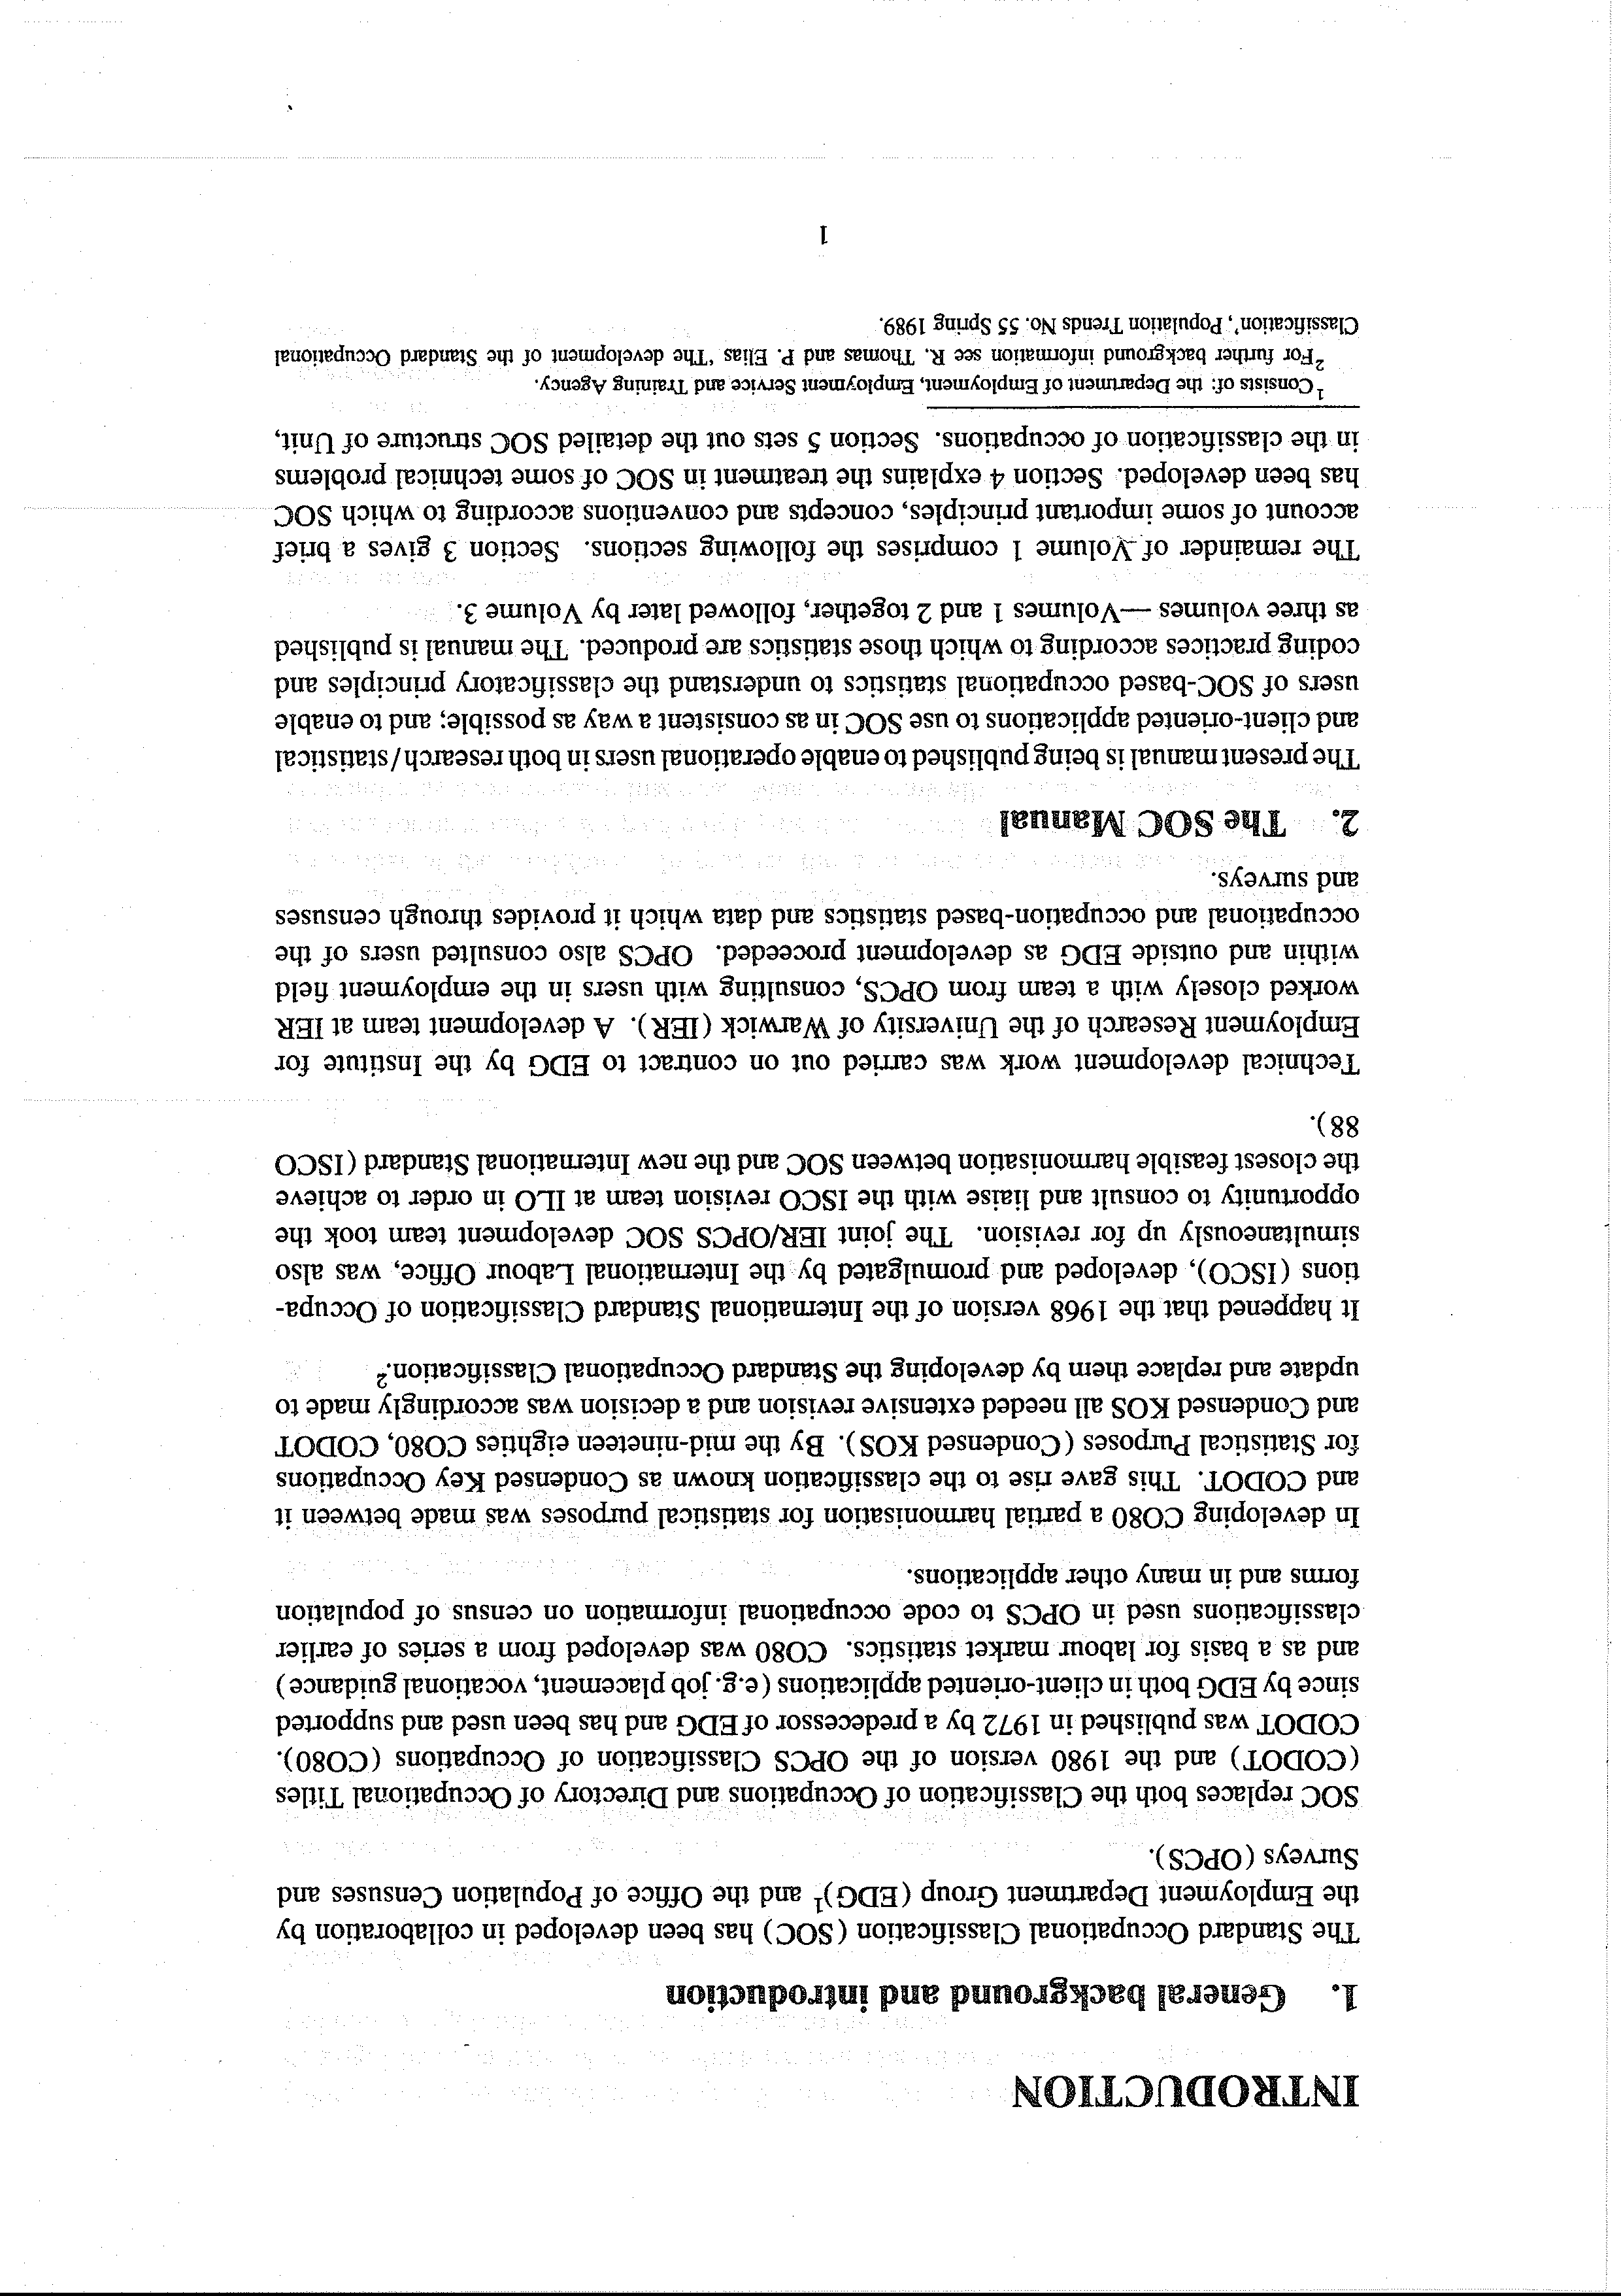 INTRODUCTION
1. General background and introduction
The Standard Occupational Classification (SOC) has been developed in collaboration by
the Employment Department Group (EDG)¹ and the Office of Population Censuses and
Surveys (OPCS).
SOC replaces both the Classification of Occupations and Directory of Occupational Titles
(CODOT) and the 1980 version of the OPCS Classification of Occupations (CO80).
CODOT was published in 1972 by a predecessor of EDG and has been used and supported
since by EDG both in client-oriented applications (e.g. job placement, vocational guidance)
and as a basis for labour market statistics. CO80 was developed from a series of earlier
classifications used in OPCS to code occupational information on census of population
forms and in many other applications.
In developing CO80 a partial harmonisation for statistical purposes was made between it
and CODOT. This gave rise to the classification known as Condensed Key Occupations
for Statistical Purposes (Condensed KOS). By the mid-nineteen eighties CO80, CODOT
and Condensed KOS all needed extensive revision and a decision was accordingly made to
update and replace them by developing the Standard Occupational Classification.²
It happened that the 1968 version of the International Standard Classification of Occupa-
tions (ISCO), developed and promulgated by the International Labour Office, was also
simultaneously up for revision. The joint IER/OPCS SOC development team took the
opportunity to consult and liaise with the ISCO revision team at ILO in order to achieve
the closest feasible harmonisation between SOC and the new International Standard (ISCO
88).
Technical development work was carried out on contract to EDG by the Institute for
Employment Research of the University of Warwick (IER). A development team at IER
worked closely with a team from OPCS, consulting with users in the employment field
within and outside EDG as development proceeded. OPCS also consulted users of the
occupational and occupation-based statistics and data which it provides through censuses
and surveys.
2. The SOC Manual
The present manual is being published to enable operational users in both research/statistical
and client-oriented applications to use SOC in as consistent a way as possible; and to enable
users of SOC-based occupational statistics to understand the classificatory principles and
coding practices according to which those statistics are produced. The manual is published
as three volumes —Volumes 1 and 2 together, followed later by Volume 3.
The remainder of Volume 1 comprises the following sections. Section 3 gives a brief
account of some important principles, concepts and conventions according to which SOC
has been developed. Section 4 explains the treatment in SOC of some technical problems
in the classification of occupations. Section 5 sets out the detailed SOC structure of Unit,
¹Consists of: the Department of Employment, Employment Service and Training Agency.
²For further background information see R. Thomas and P. Elias 'The development of the Standard Occupational
Classification', Population Trends No. 55 Spring 1989.
1